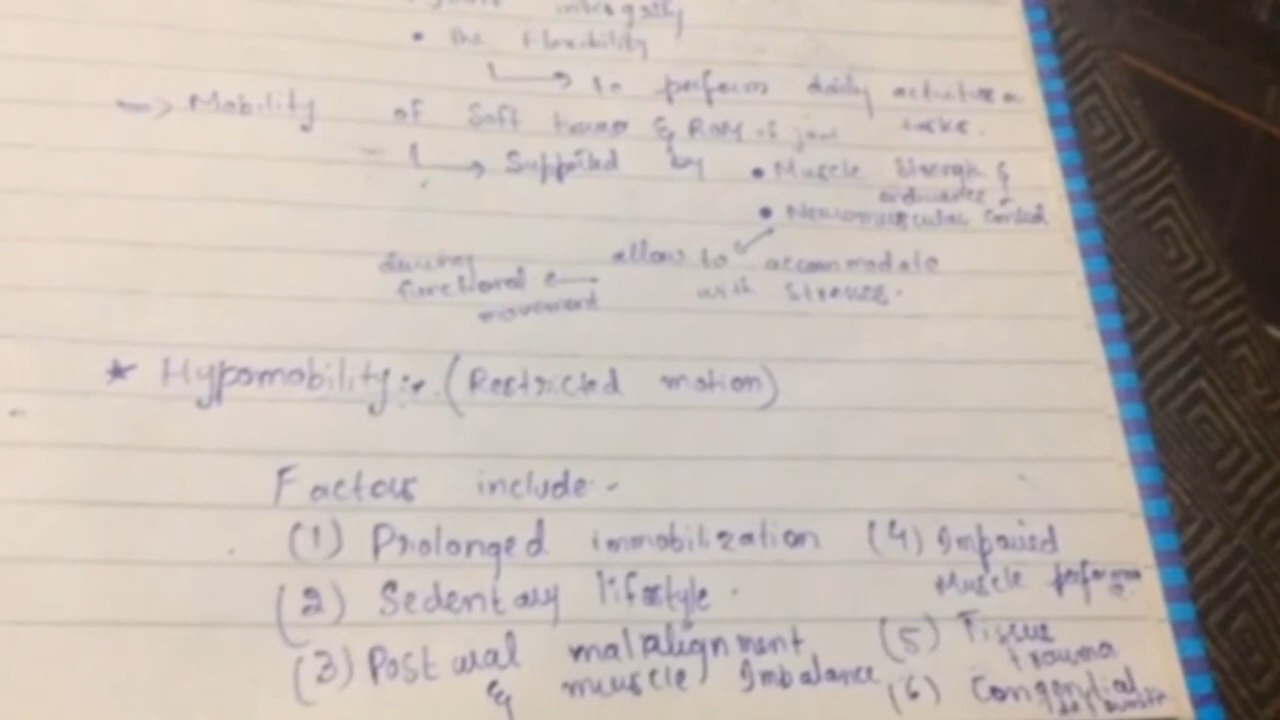 integrity
• the flexibility
to perform daily activities or
→ Mobility of Soft tissue & ROM of joint tasks.
→ Supported by • Muscle Strength &
• Neuromuscular Control
allow to accommodate
with stresses.
during
functional
movement
* Hypomobility :- (Restricted motion)
Factors include -
(1) Prolonged immobilization (4) Impaired
Muscle
(2) Sedentary lifestyle.
(3) Postural malalignment (5) Tissue
trauma
& muscle Imbalance
(6) Congenital